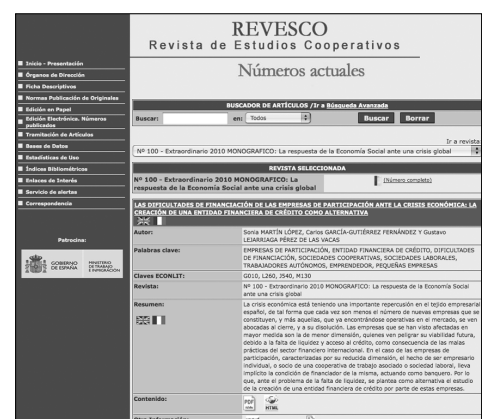 REVESCO
Revista de Estudios Cooperativos
Números actuales
Inicio - Presentación
Órganos de Dirección
Ficha Descriptivos
Normas Publicación de Originales
Edición en Papel
Edición Electrónica. Números
publicados
Tramitación de Artículos
Bases de Datos
Estadísticas de Uso
Índices Bibliométricos
Enlaces de Interés
Servicio de alertas
Correspondencia
Patrocina:
GOBIERNO
DE ESPAÑA
MINISTERIO
DE TRABAJO
E INMIGRACIÓN
BUSCADOR DE ARTÍCULOS /Ir a Búsqueda Avanzada
Buscar: en: Todos Buscar Borrar
Ir a revista
Nº 100 - Extraordinario 2010 MONOGRAFICO: La respuesta de la Economía Social ante una crisis global
REVISTA SELECCIONADA
Nº 100 - Extraordinario 2010 MONOGRAFICO: La
respuesta de la Economía Social ante una crisis global
(Número completo)
LAS DIFICULTADES DE FINANCIACIÓN DE LAS EMPRESAS DE PARTICIPACIÓN ANTE LA CRISIS ECONÓMICA: LA
CREACIÓN DE UNA ENTIDAD FINANCIERA DE CRÉDITO COMO ALTERNATIVA
Autor: Sonia MARTÍN LÓPEZ, Carlos GARCÍA-GUTIÉRREZ FERNÁNDEZ Y Gustavo
LEJARRIAGA PÉREZ DE LAS VACAS
Palabras clave: EMPRESAS DE PARTICIPACIÓN, ENTIDAD FINANCIERA DE CRÉDITO, DIFICULTADES
DE FINANCIACIÓN, SOCIEDADES COOPERATIVAS, SOCIEDADES LABORALES,
TRABAJADORES AUTÓNOMOS, EMPRENDEDOR, PEQUEÑAS EMPRESAS
Claves ECONLIT: G010, L260, J540, M130
Revista: Nº 100 - Extraordinario 2010 MONOGRAFICO: La respuesta de la Economía Social
ante una crisis global
Resumen: La crisis económica está teniendo una importante repercusión en el tejido empresarial
español, de tal forma que cada vez son menos el número de nuevas empresas que se
constituyen, y más aquellas, que ya encontrándose operativas en el mercado, se ven
abocadas al cierre, y a su disolución. Las empresas que se han visto afectadas en
mayor medida son la de menor dimensión, quienes ven peligrar su viabilidad futura,
debido a la falta de liquidez y acceso al crédito, como consecuencia de las malas
prácticas del sector financiero internacional. En el caso de las empresas de
participación, caracterizadas por su reducida dimensión, el hecho de ser empresario
individual, o socio de una cooperativa de trabajo asociado o sociedad laboral, lleva
implícito la condición de financiador de la misma, actuando como banquero. Por lo
que, ante el problema de la falta de liquidez, se plantea como alternativa el estudio
de la creación de una entidad financiera de crédito por parte de estas empresas.
Contenido: PDF HTML